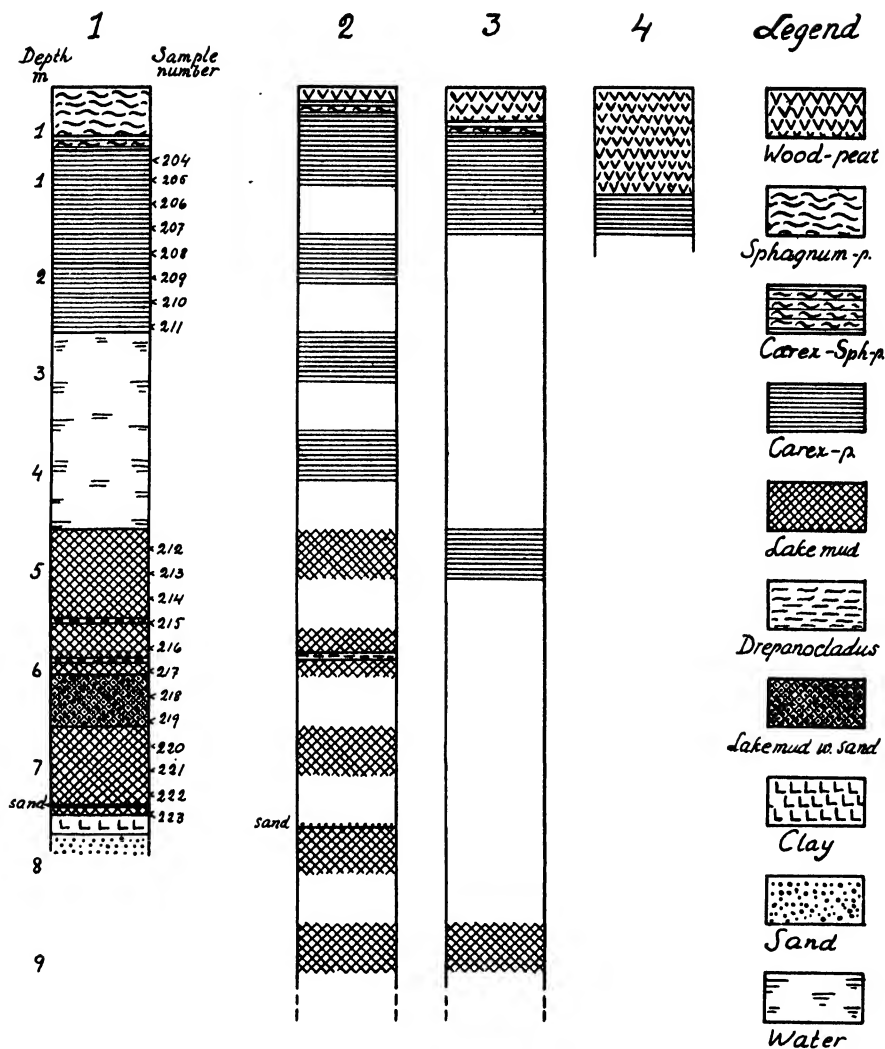 1 2 3 4 Legend
Depth m
Sample number
1
1
2
3
4
5
6
7
8
9
204
205
206
207
208
209
210
211
212
213
214
215
216
217
218
219
220
221
222
223
sand
sand
Wood-peat
Sphagnum-p.
Carex-Sph-p.
Carex-p.
Lake mud
Drepanocladus
Lake mud w. sand
Clay
Sand
Water